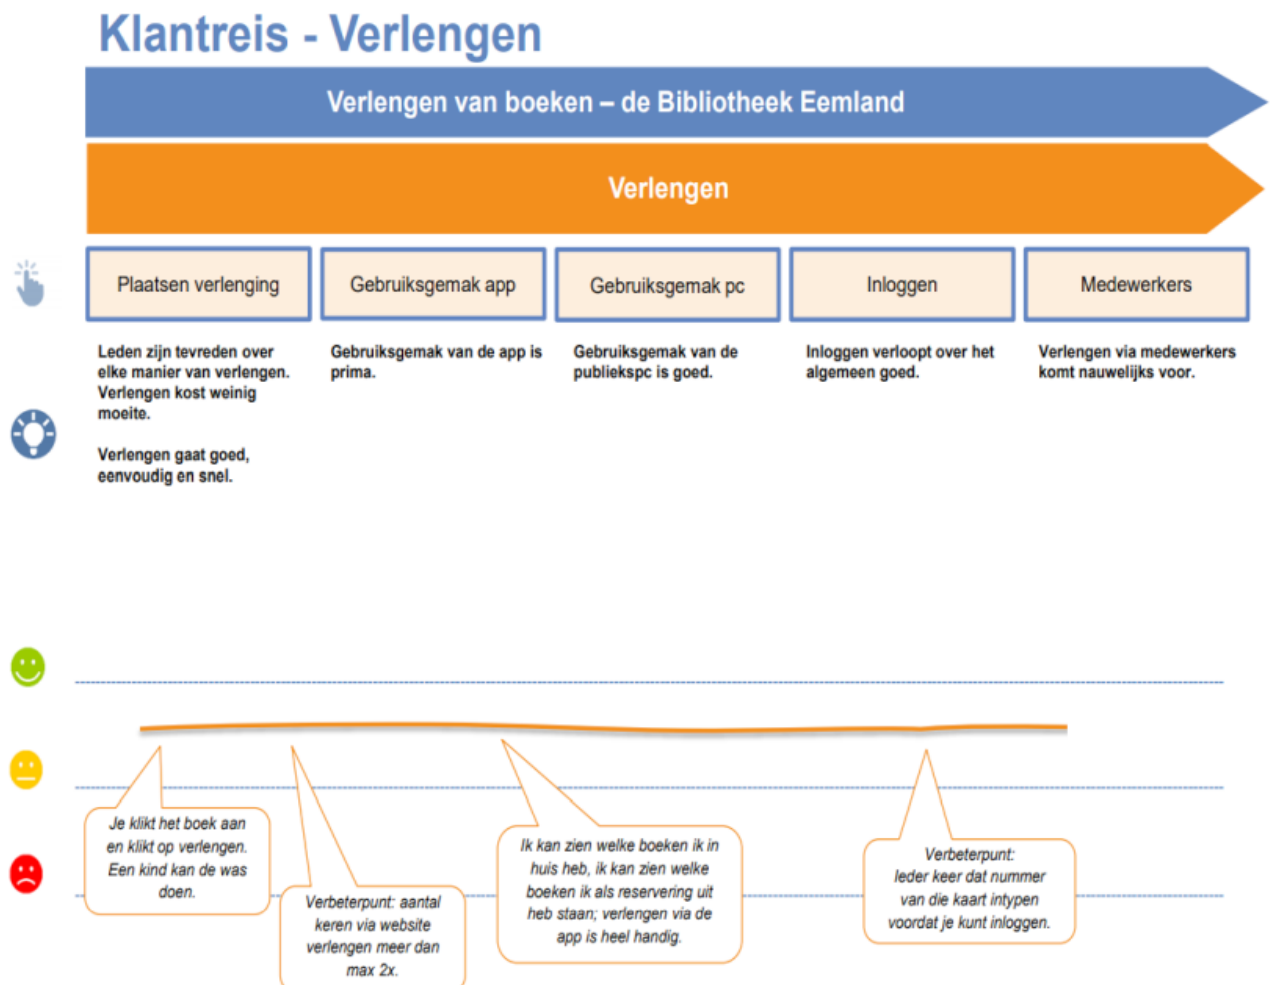 Klantreis - Verlengen
Verlengen van boeken – de Bibliotheek Eemland
Verlengen
Plaatsen verlenging
Gebruiksgemak app
Gebruiksgemak pc
Inloggen
Medewerkers
Leden zijn tevreden over
elke manier van verlengen.
Verlengen kost weinig
moeite.
Verlengen gaat goed,
eenvoudig en snel.
Gebruiksgemak van de app is
prima.
Gebruiksgemak van de
publiekspc is goed.
Inloggen verloopt over het
algemeen goed.
Verlengen via medewerkers
komt nauwelijks voor.
Je klikt het boek aan
en klikt op verlengen.
Een kind kan de was
doen.
Verbeterpunt: aantal
keren via website
verlengen meer dan
max 2x.
Ik kan zien welke boeken ik in
huis heb, ik kan zien welke
boeken ik als reservering uit
heb staan; verlengen via de
app is heel handig.
Verbeterpunt:
Ieder keer dat nummer
van die kaart intypen
voordat je kunt inloggen.